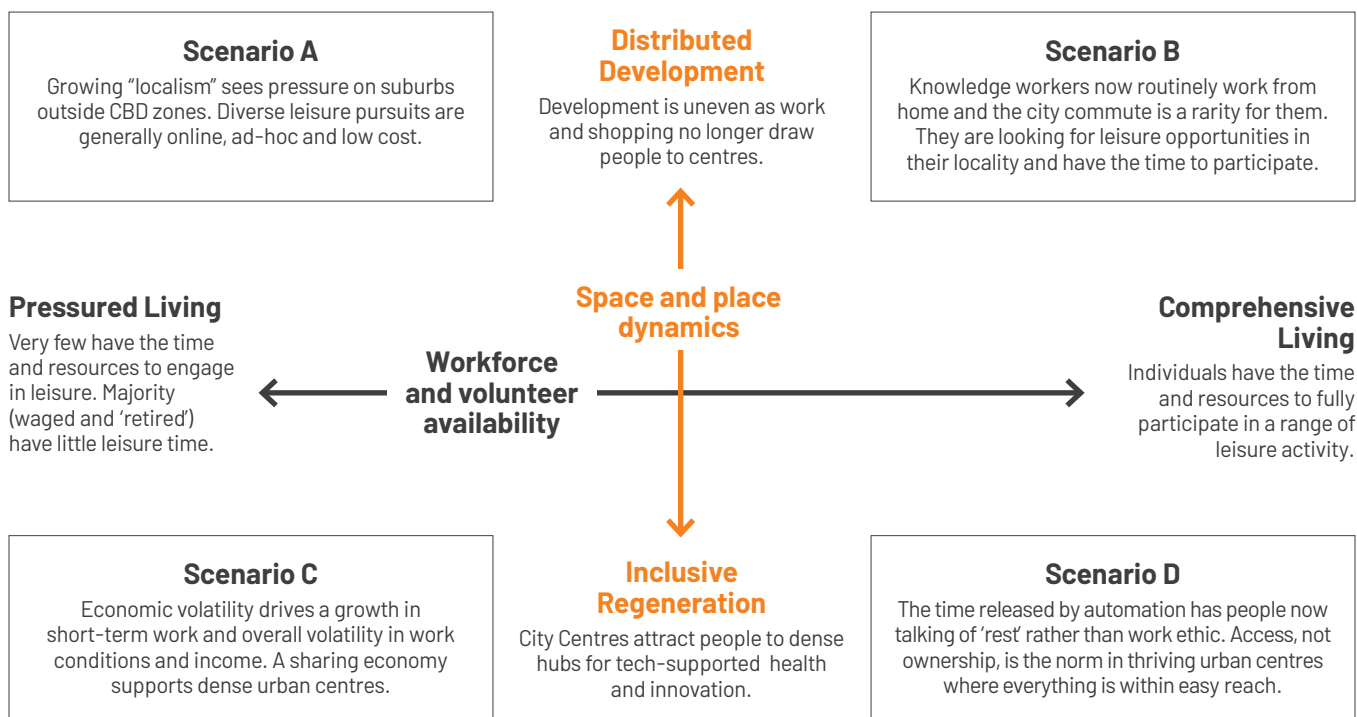 Scenario A
Growing “localism” sees pressure on suburbs
outside CBD zones. Diverse leisure pursuits are
generally online, ad-hoc and low cost.
Distributed
Development
Development is uneven as work
and shopping no longer draw
people to centres.
Scenario B
Knowledge workers now routinely work from
home and the city commute is a rarity for them.
They are looking for leisure opportunities in
their locality and have the time to participate.
Pressured Living
Very few have the time
and resources to engage
in leisure. Majority
(waged and ‘retired’)
have little leisure time.
Workforce
and volunteer
availability
Space and place
dynamics
Comprehensive
Living
Individuals have the time
and resources to fully
participate in a range of
leisure activity.
Scenario C
Economic volatility drives a growth in
short-term work and overall volatility in work
conditions and income. A sharing economy
supports dense urban centres.
Inclusive
Regeneration
City Centres attract people to dense
hubs for tech-supported health
and innovation.
Scenario D
The time released by automation has people now
talking of ‘rest’ rather than work ethic. Access, not
ownership, is the norm in thriving urban centres
where everything is within easy reach.